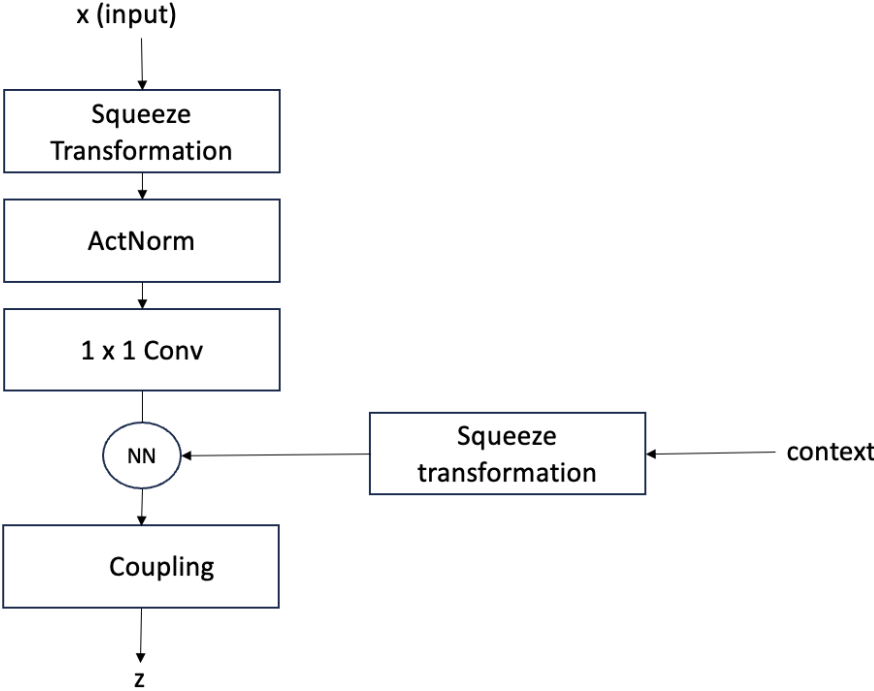 x (input)
Squeeze
Transformation
ActNorm
1 x 1 Conv
NN
Squeeze
transformation
context
Coupling
z